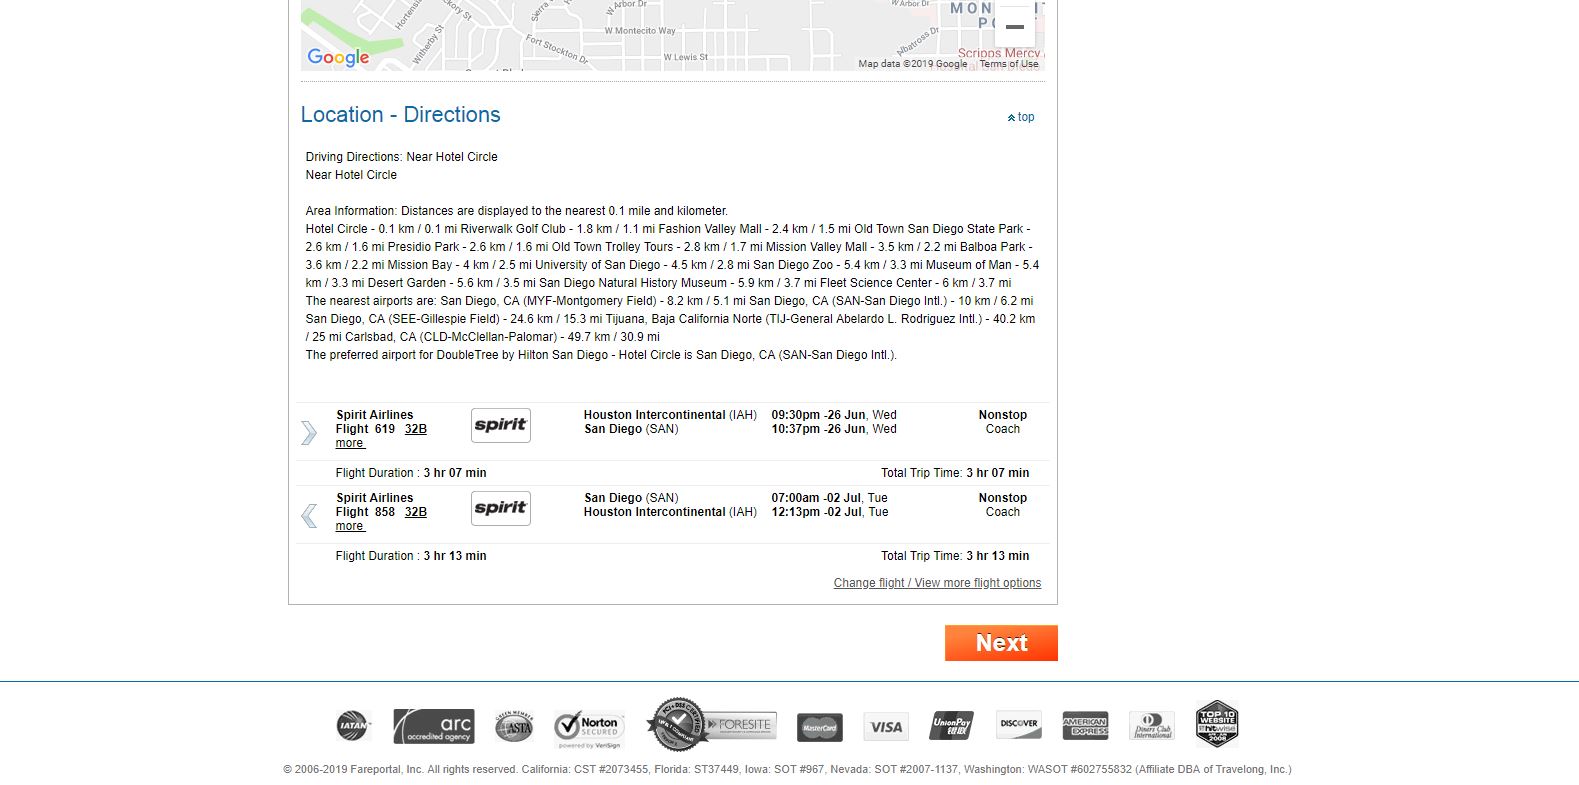 Hortensia
Hickory St
Sierra
W Arbor Dr
W Arbor Dr
Witherby St
W Montecito Way
Fort Stockton Dr
W Lewis St
Albatross Dr
Scripps Mercy
Google
Map data ©2019 Google Terms of Use
Location - Directions
top
Driving Directions: Near Hotel Circle
Near Hotel Circle
Area Information: Distances are displayed to the nearest 0.1 mile and kilometer.
Hotel Circle - 0.1 km / 0.1 mi Riverwalk Golf Club - 1.8 km / 1.1 mi Fashion Valley Mall - 2.4 km / 1.5 mi Old Town San Diego State Park -
2.6 km / 1.6 mi Presidio Park - 2.6 km / 1.6 mi Old Town Trolley Tours - 2.8 km / 1.7 mi Mission Valley Mall - 3.5 km / 2.2 mi Balboa Park -
3.6 km / 2.2 mi Mission Bay - 4 km / 2.5 mi University of San Diego - 4.5 km / 2.8 mi San Diego Zoo - 5.4 km / 3.3 mi Museum of Man - 5.4
km / 3.3 mi Desert Garden - 5.6 km / 3.5 mi San Diego Natural History Museum - 5.9 km / 3.7 mi Fleet Science Center - 6 km / 3.7 mi
The nearest airports are: San Diego, CA (MYF-Montgomery Field) - 8.2 km / 5.1 mi San Diego, CA (SAN-San Diego Intl.) - 10 km / 6.2 mi
San Diego, CA (SEE-Gillespie Field) - 24.6 km / 15.3 mi Tijuana, Baja California Norte (TIJ-General Abelardo L. Rodriguez Intl.) - 40.2 km
/ 25 mi Carlsbad, CA (CLD-McClellan-Palomar) - 49.7 km / 30.9 mi
The preferred airport for DoubleTree by Hilton San Diego - Hotel Circle is San Diego, CA (SAN-San Diego Intl.).
Spirit Airlines spirit Houston Intercontinental (IAH) 09:30pm -26 Jun, Wed Nonstop
Flight 619 32B San Diego (SAN) 10:37pm -26 Jun, Wed Coach
more
Flight Duration : 3 hr 07 min Total Trip Time: 3 hr 07 min
Spirit Airlines spirit San Diego (SAN) 07:00am -02 Jul, Tue Nonstop
Flight 858 32B Houston Intercontinental (IAH) 12:13pm -02 Jul, Tue Coach
more
Flight Duration : 3 hr 13 min Total Trip Time: 3 hr 13 min
Change flight / View more flight options
Next
IATAN
arc
accredited agency
ASTA
Norton
SECURED
powered by VeriSign
PCI DSS CERTIFIED
FORESITE
MasterCard
VISA
UnionPay
银联
DISCOVER
AMERICAN
EXPRESS
Diners Club
International
TOP 10
WEBSITE
hitwise
2008
© 2006-2019 Fareportal, Inc. All rights reserved. California: CST #2073455, Florida: ST37449, Iowa: SOT #967, Nevada: SOT #2007-1137, Washington: WASOT #602755832 (Affiliate DBA of Travelong, Inc.)